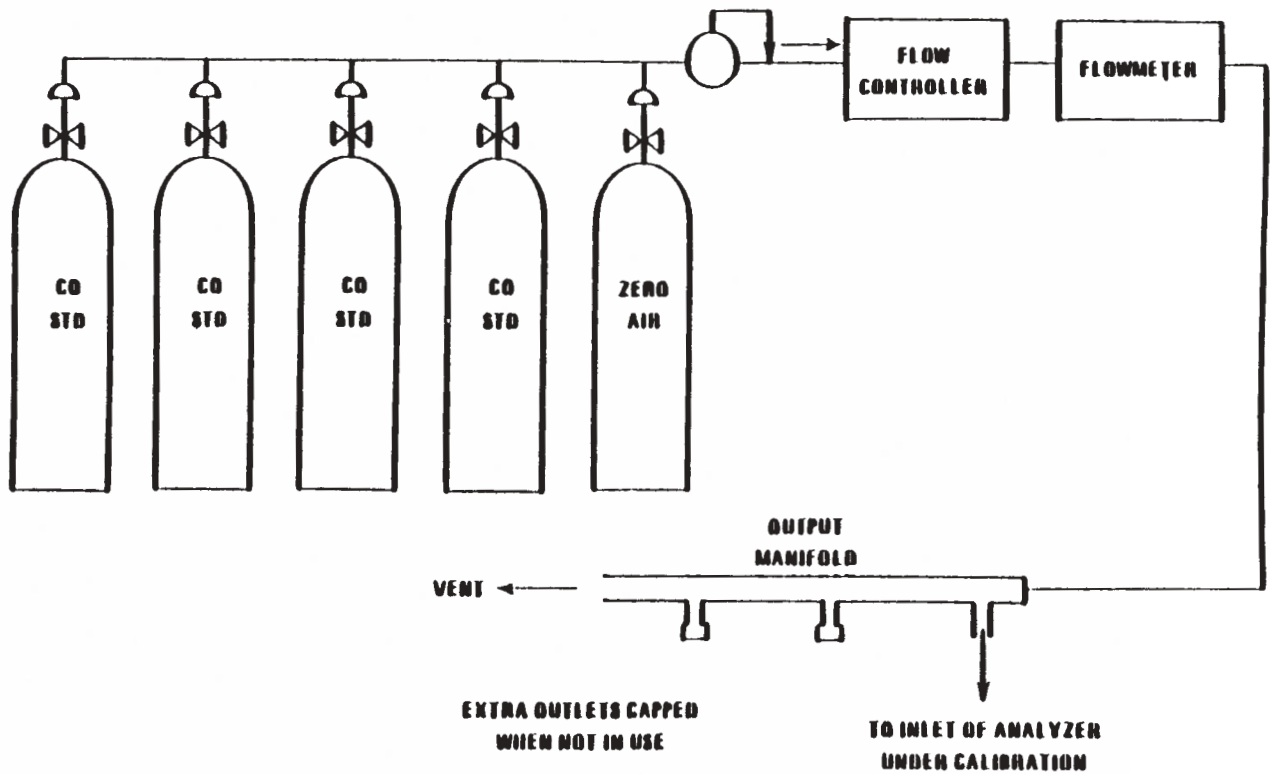 FLOW
CONTROLLER
FLOWMETER
CO
STD
CO
STD
CO
STD
CO
STD
ZERO
AIR
OUTPUT
MANIFOLD
VENT
EXTRA OUTLETS CAPPED
WHEN NOT IN USE
TO INLET OF ANALYZER
UNDER CALIBRATION